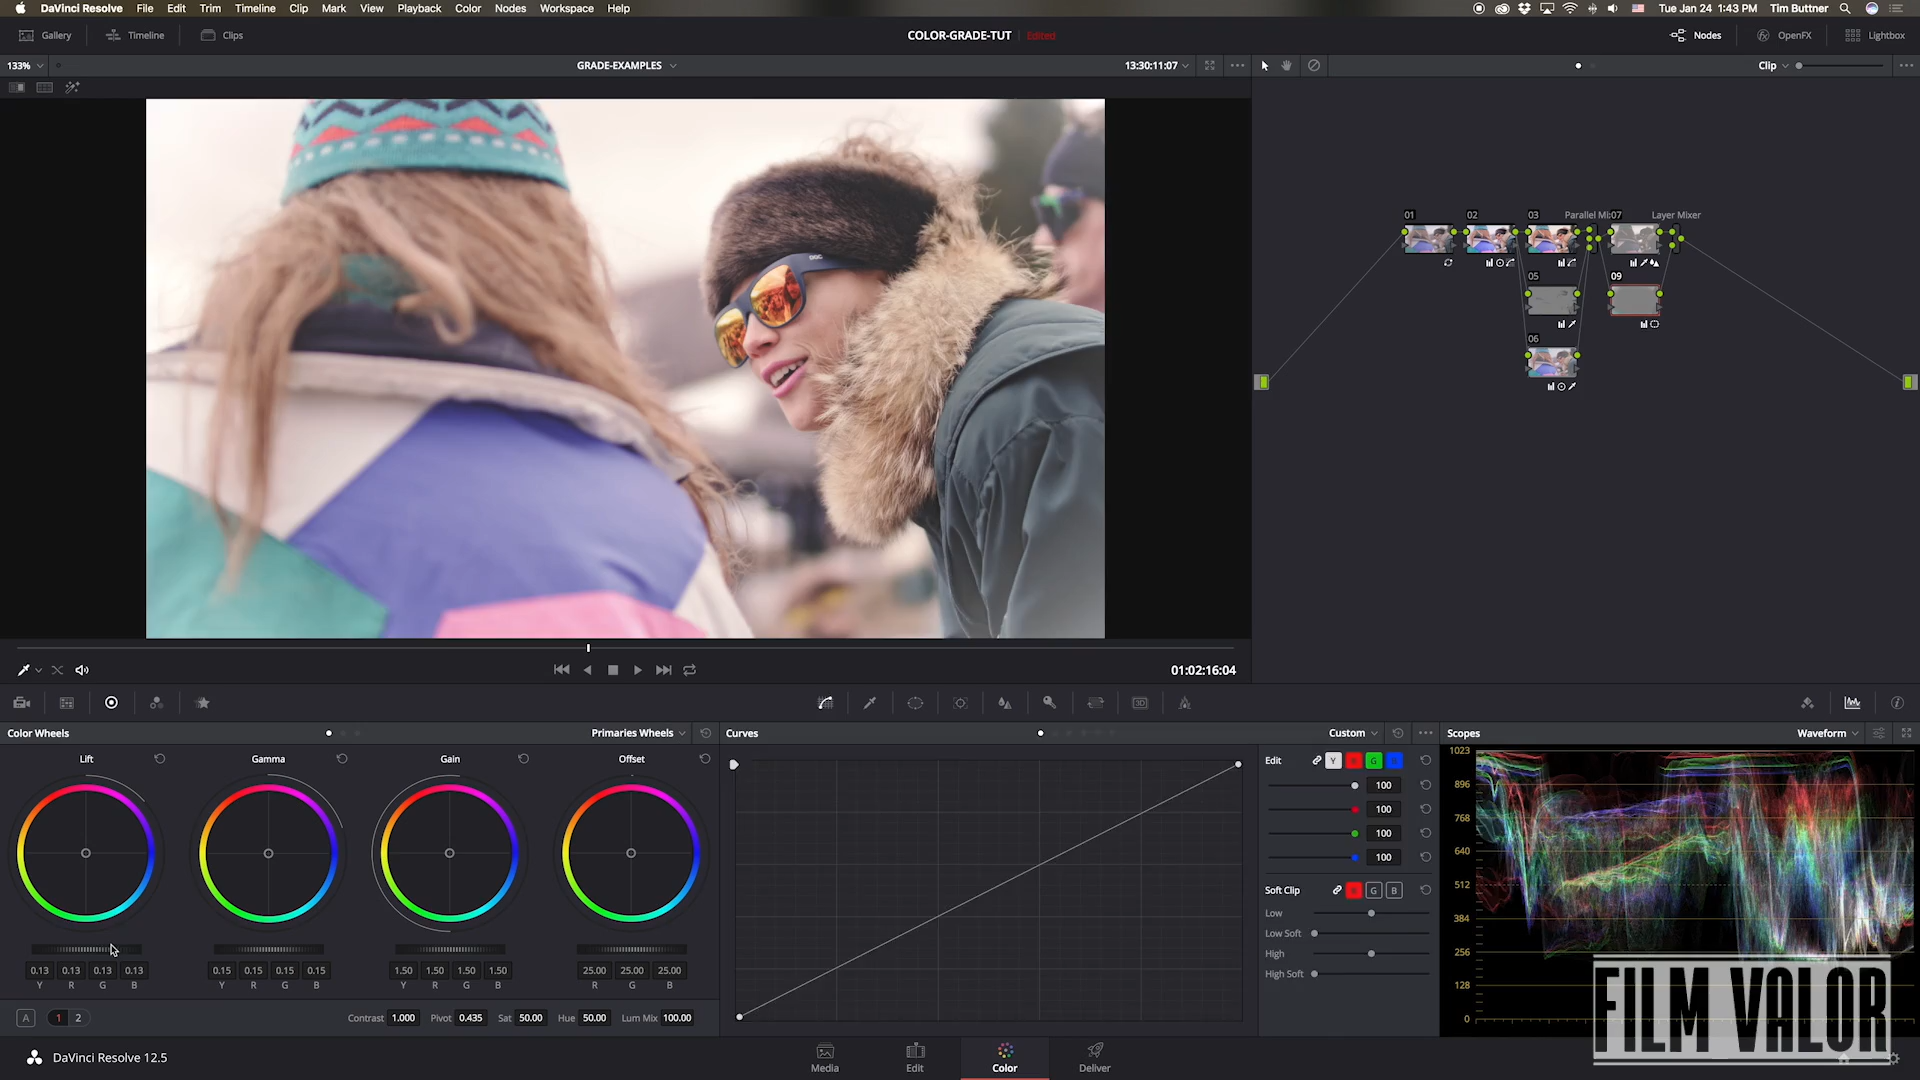 DaVinci Resolve File Edit Trim Timeline Clip Mark View Playback Color Nodes Workspace Help
Tue Jan 24 1:43 PM Tim Buttner
Gallery Timeline Clips
COLOR-GRADE-TUT Edited
Nodes OpenFX Lightbox
133%
GRADE-EXAMPLES
13:30:11:07
Clip
01 02 03 Parallel Mi: 07 Layer Mixer
05 09
06
01:02:16:04
Color Wheels
Primaries Wheels
Curves
Custom
Scopes
Waveform
Lift Gamma Gain Offset
0.13 0.13 0.13 0.13
Y R G B
0.15 0.15 0.15 0.15
Y R G B
1.50 1.50 1.50 1.50
Y R G B
25.00 25.00 25.00
R G B
A 1 2
Contrast 1.000 Pivot 0.435 Sat 50.00 Hue 50.00 Lum Mix 100.00
Edit Y R G B
100
100
100
100
Soft Clip R G B
Low
Low Soft
High
High Soft
1023
896
768
640
512
384
256
128
0
FILM VALOR
DaVinci Resolve 12.5
Media Edit Color Deliver